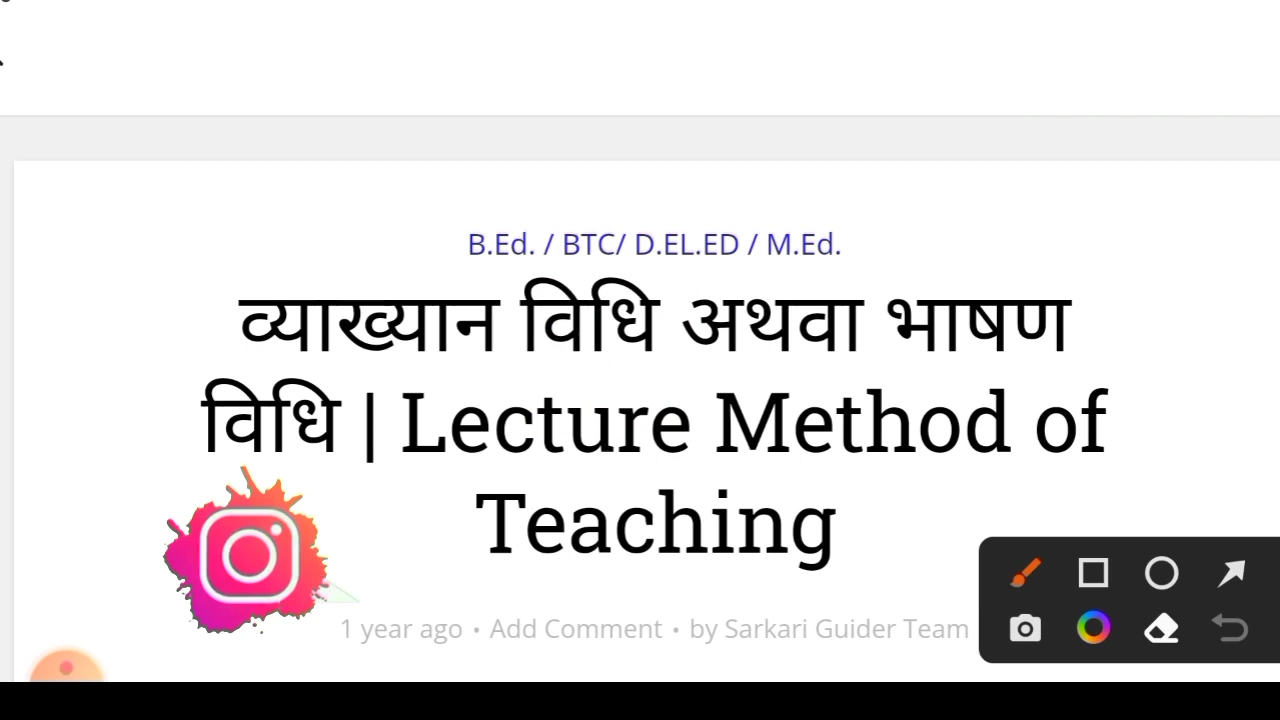 B.Ed. / BTC/ D.EL.ED / M.Ed.
व्याख्यान विधि अथवा भाषण
विधि | Lecture Method of
Teaching
1 year ago • Add Comment • by Sarkari Guider Team